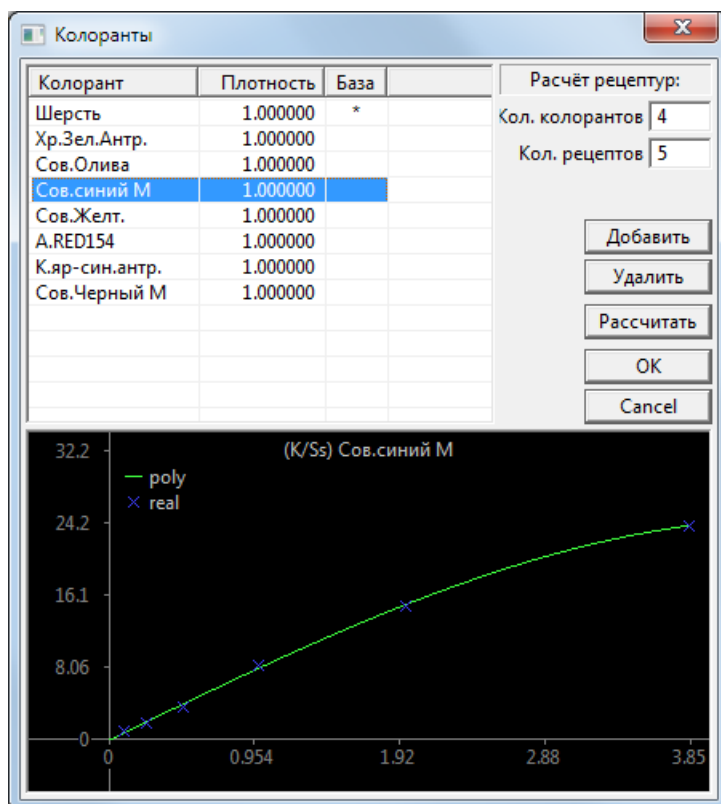 Колоранты
Колорант Плотность База
Шерсть 1.000000 *
Хр.Зел.Антр. 1.000000
Сов.Олива 1.000000
Сов.синий М 1.000000
Сов.Желт. 1.000000
A.RED154 1.000000
К.яр-син.антр. 1.000000
Сов.Черный М 1.000000
Расчёт рецептур:
Кол. колорантов 4
Кол. рецептов 5
Добавить
Удалить
Рассчитать
OK
Cancel
(K/Ss) Сов.синий М
poly
real
32.2
24.2
16.1
8.06
0
0 0.954 1.92 2.88 3.85